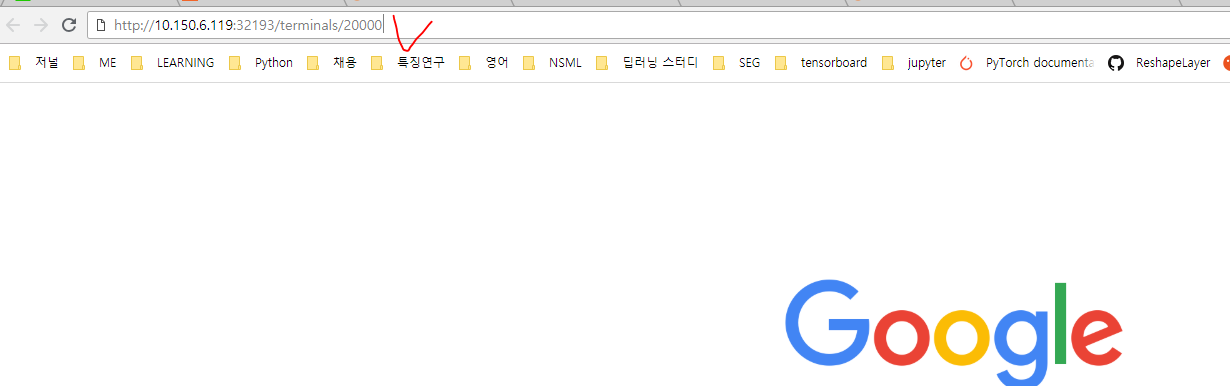 http://10.150.6.119:32193/terminals/20000
저널 ME LEARNING Python 채용 특징연구 영어 NSML 딥러닝 스터디 SEG tensorboard jupyter PyTorch documenta ReshapeLayer
Google